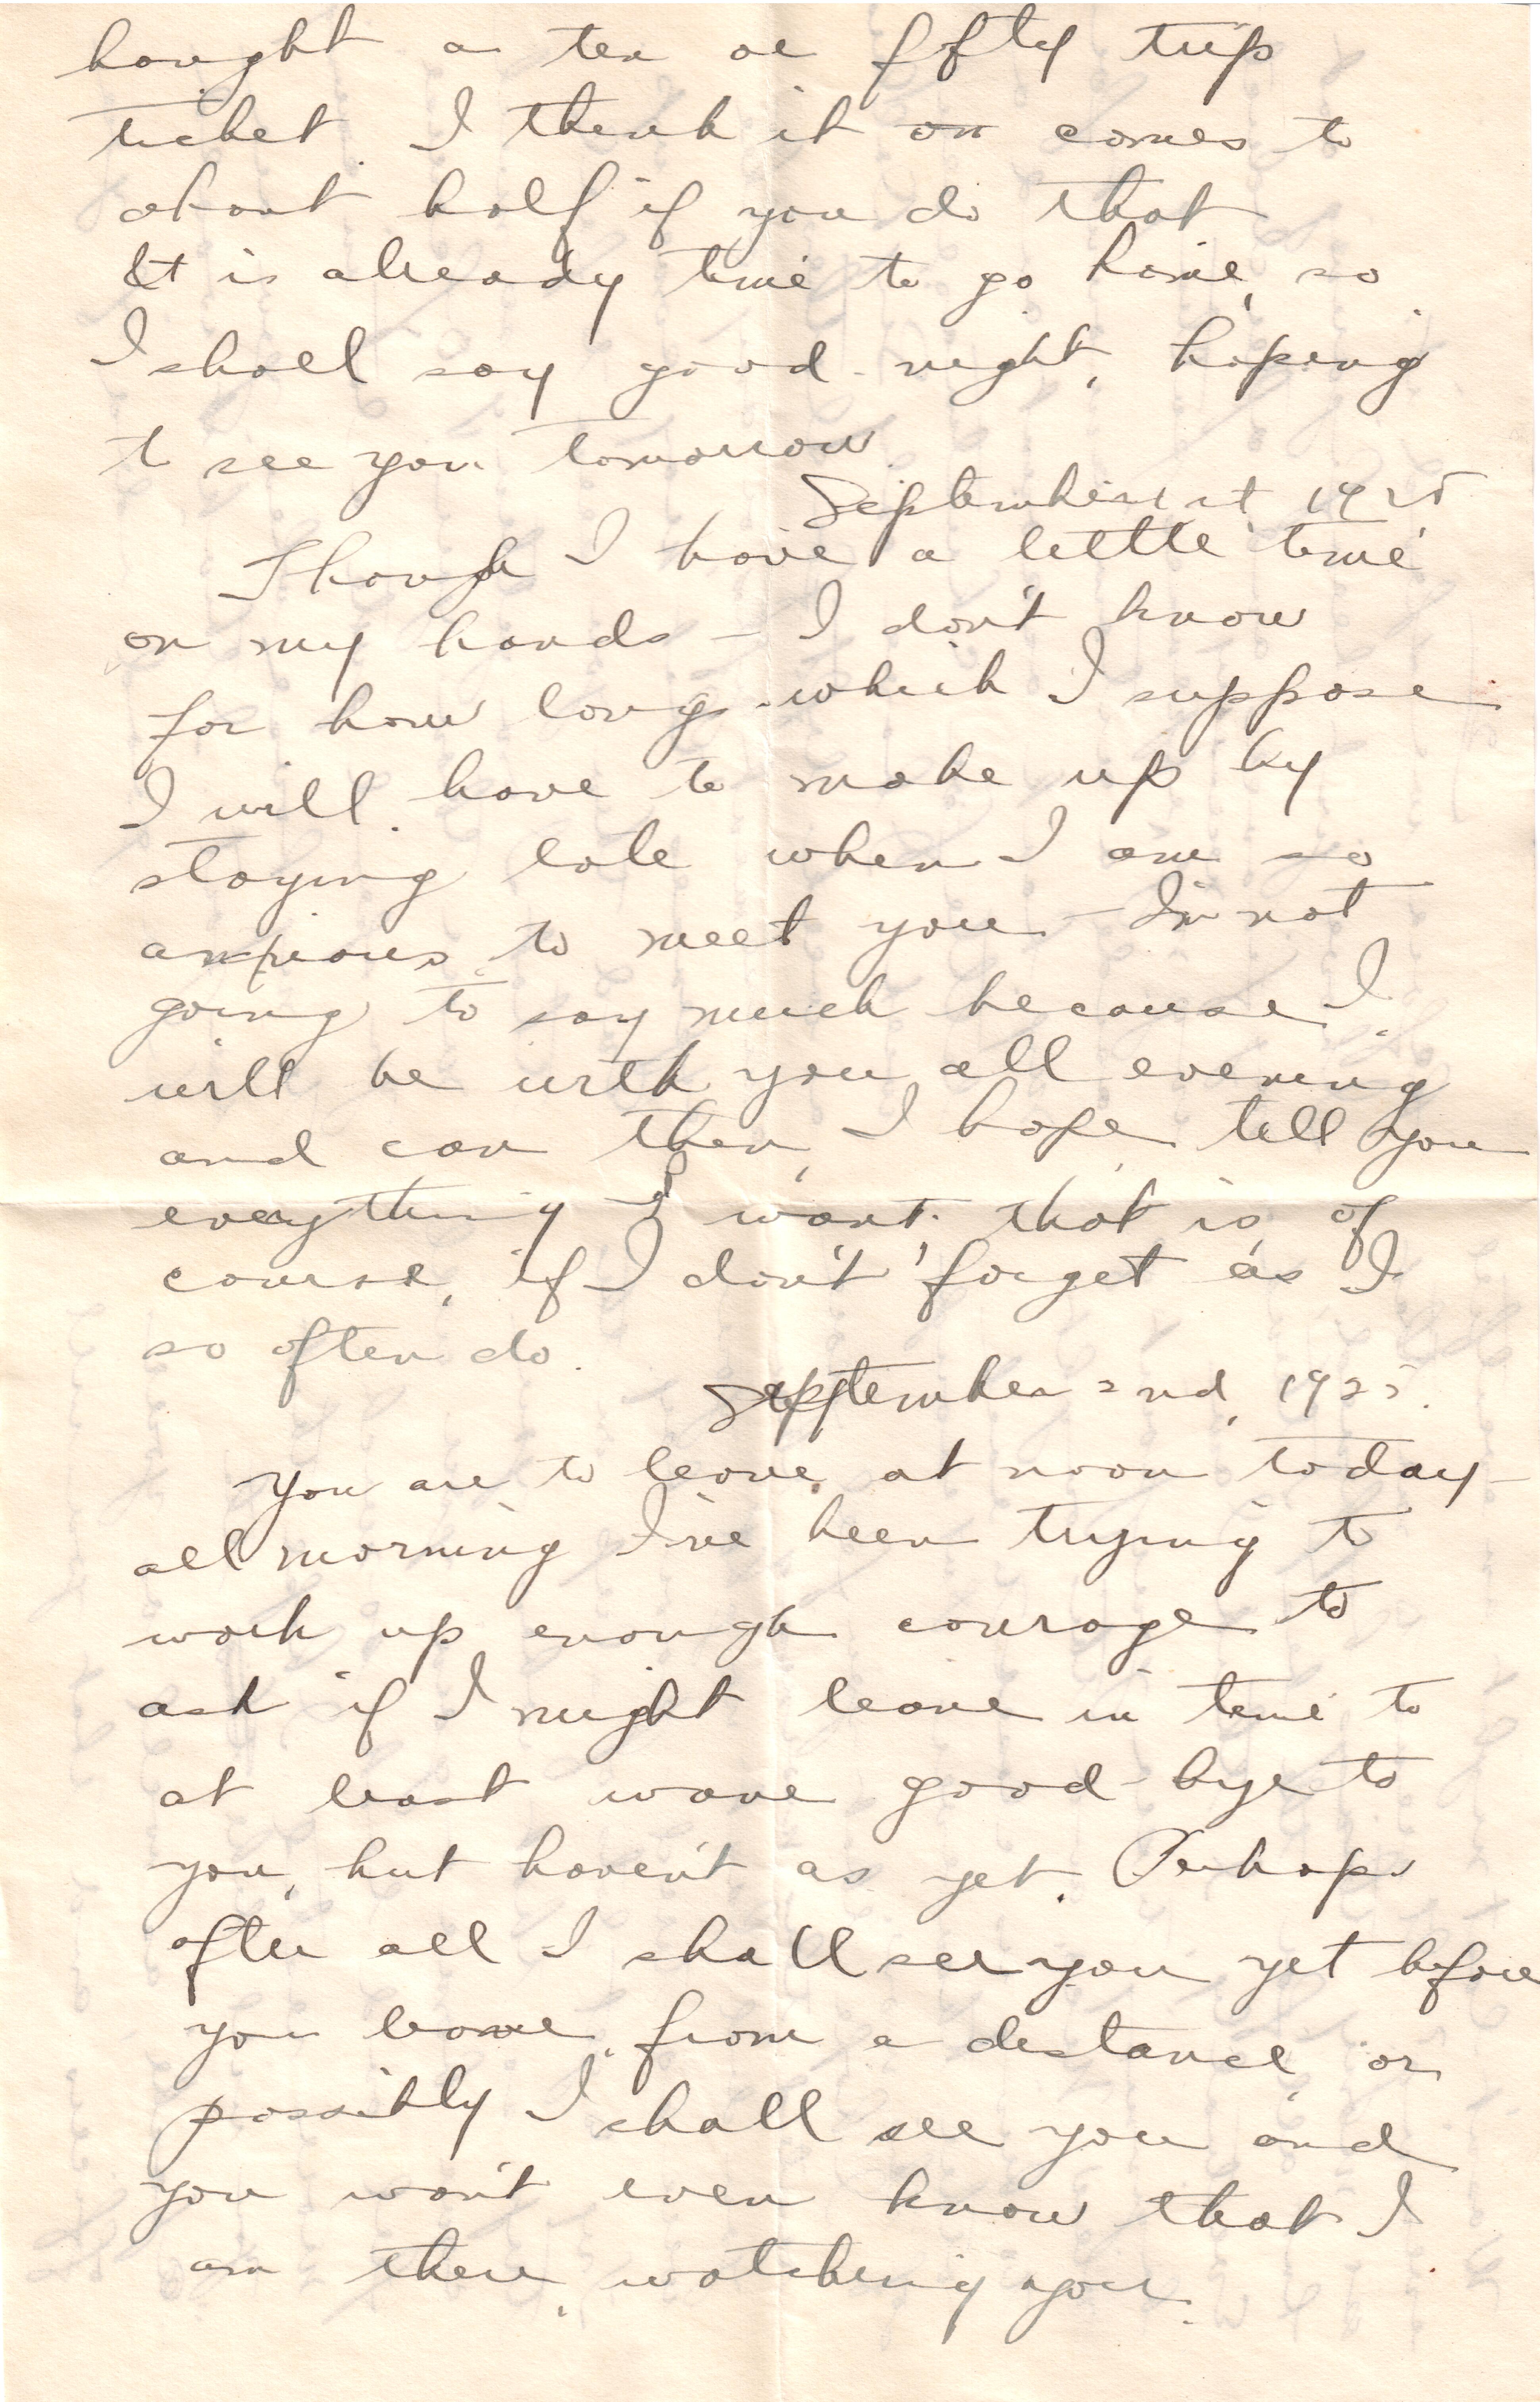 bought a ten or fifty trip
ticket. I think it on comes to
about half if you do that
It is already time to go home, so
I shall say good-night, hoping
to see you tomorrow.
September 1st 1925
Though I have a little time
on my hands – I don't know
for how long – which I suppose
I will have to make up by
staying late when I am so
anxious to meet you – I'm not
going to say much because I
will be with you all evening
and can then, I hope, tell you
everything I want, that is, of
course, if I don't forget as I
so often do.
September 2nd, 1925.
You are to leave at noon today –
all morning I've been trying to
work up enough courage to
ask if I might leave in time to
at least wave good-bye to
you, but haven't as yet. Perhaps
after all I shall see you yet before
you leave, from a distance, or
possibly I shall see you and
you won't even know that I
am there, watching you.